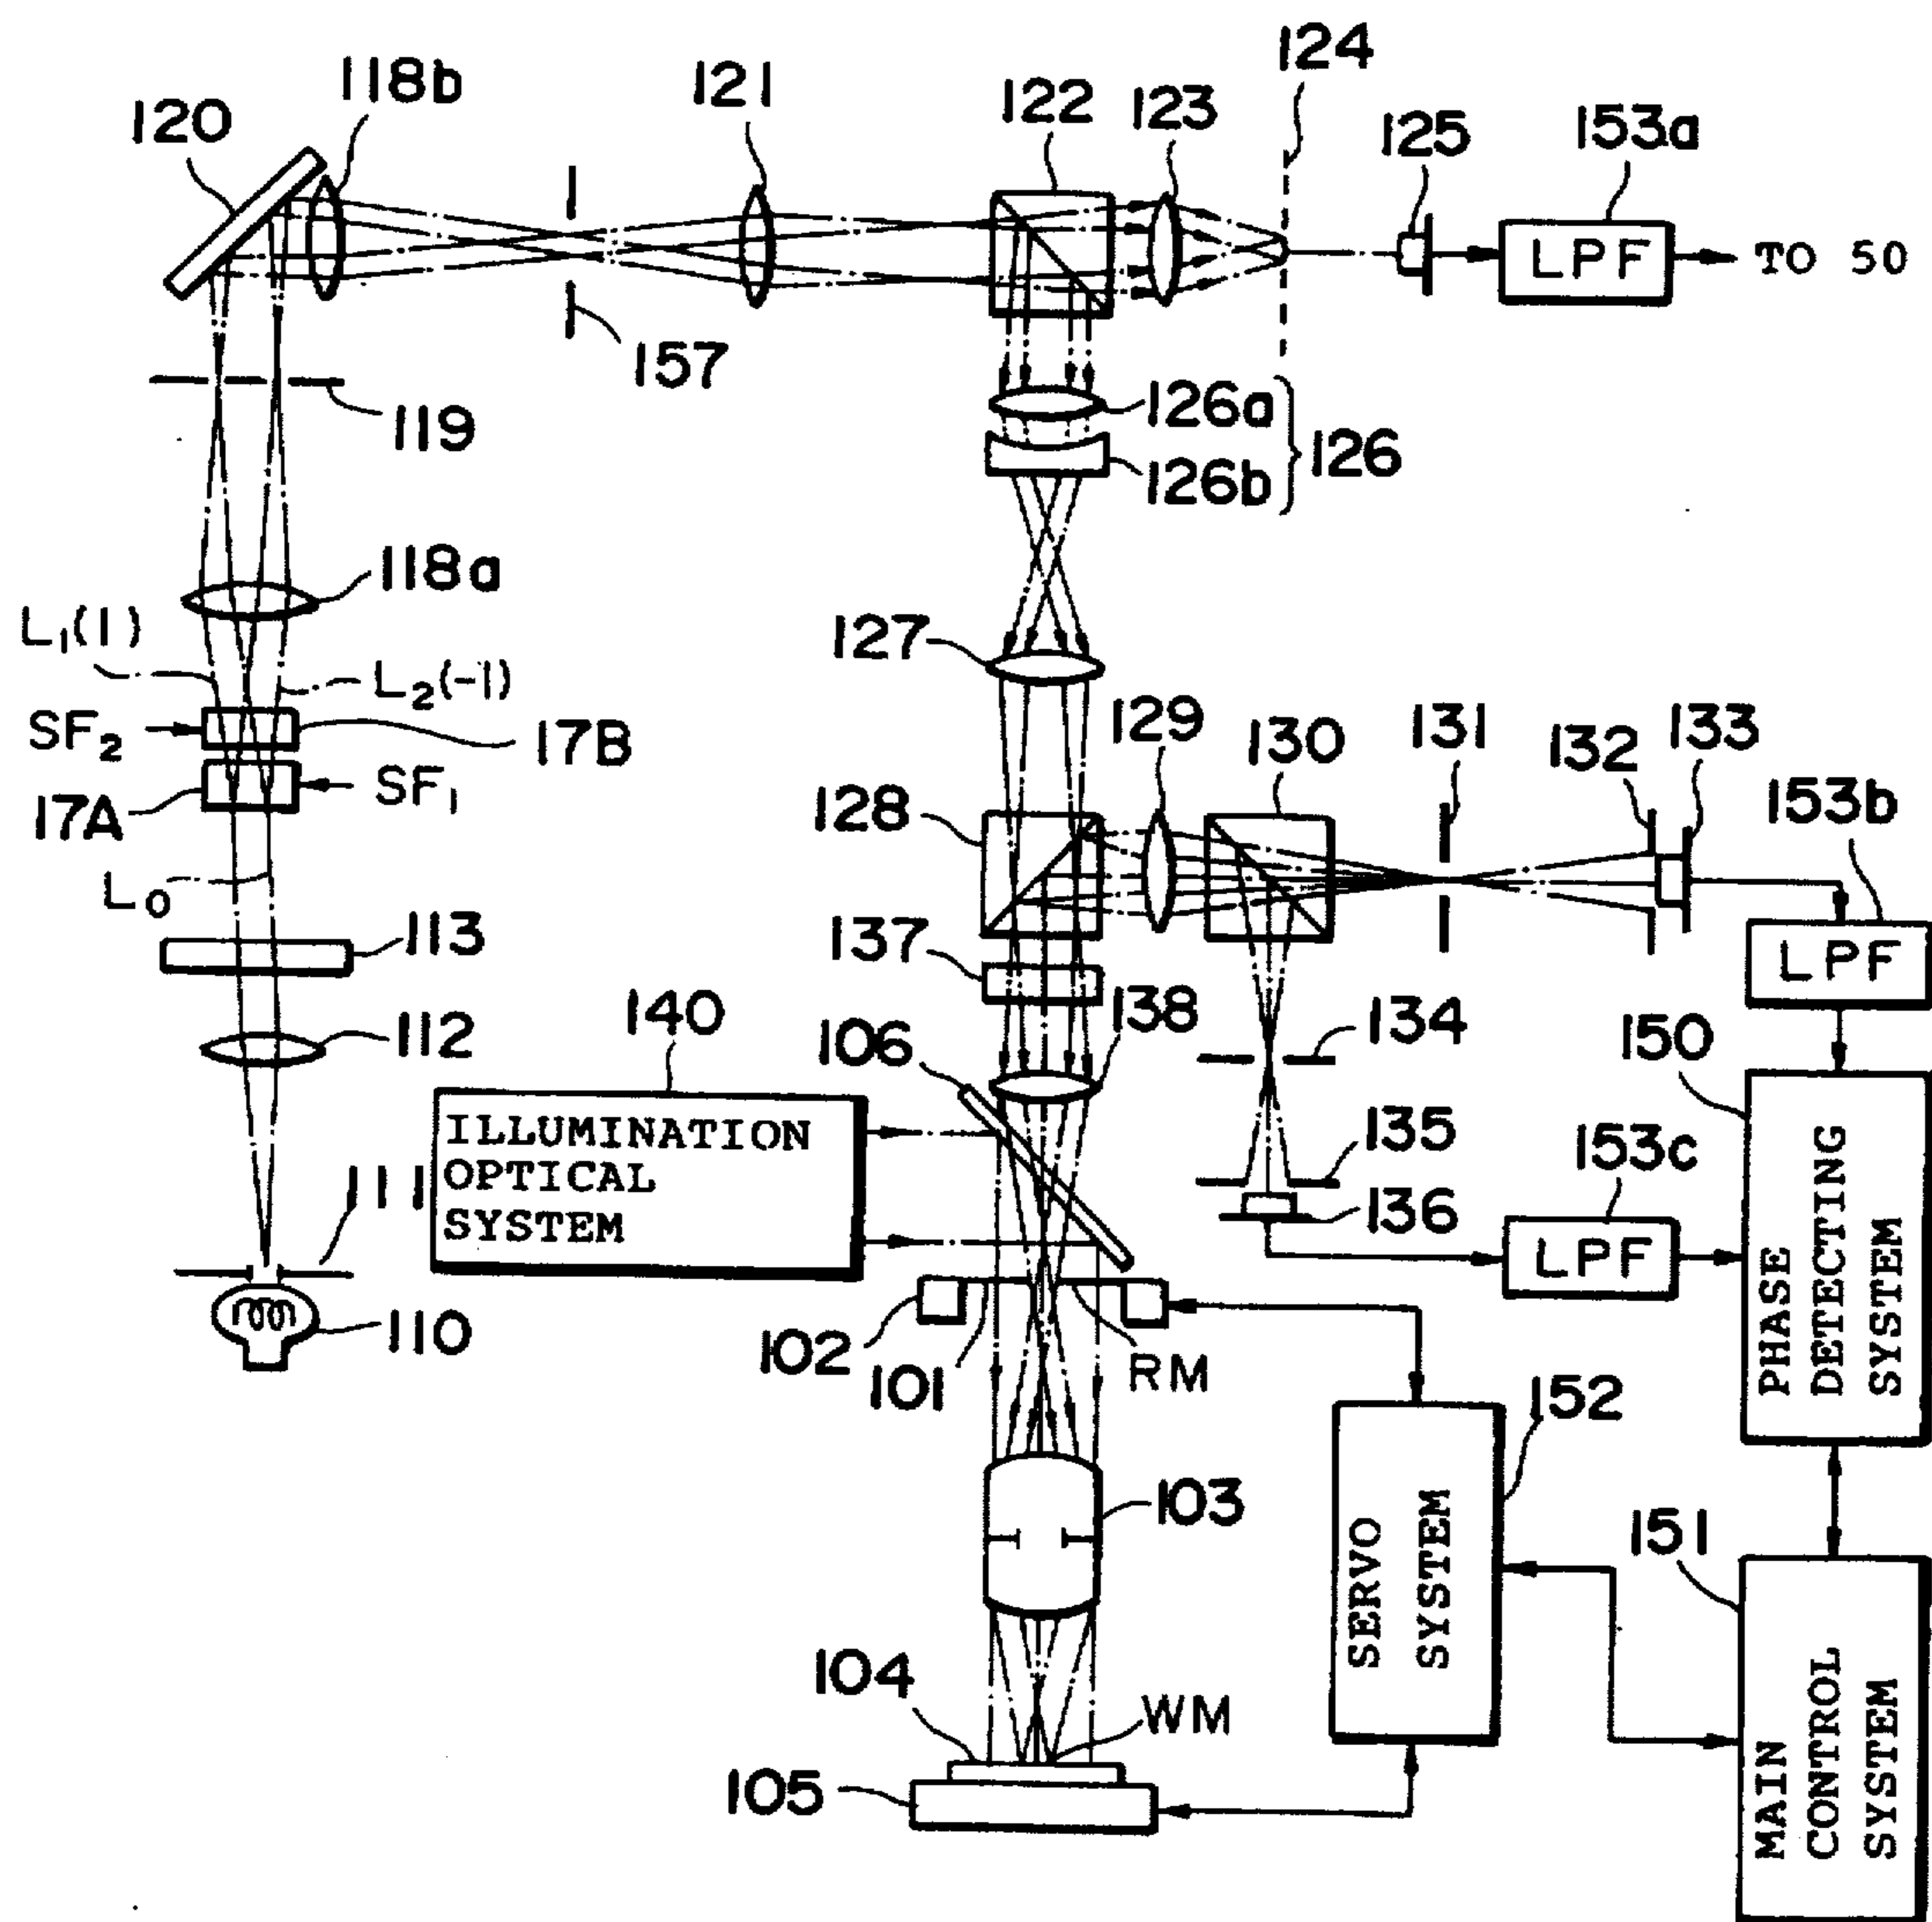 124
118b
121
122
123
120
125
153a
LPF
TO 50
157
119
126a
126b
126
118a
L₁(1)
L₂(-1)
127
SF₂
17B
17A
SF₁
129
130
131
132
133
128
153b
L₀
113
LPF
137
140
138
134
112
106
150
ILLUMINATION
OPTICAL
SYSTEM
135
153c
111
136
LPF
PHASE
DETECTING
SYSTEM
110
102
101
RM
152
103
SERVO
SYSTEM
151
104
WM
105
MAIN
CONTROL
SYSTEM